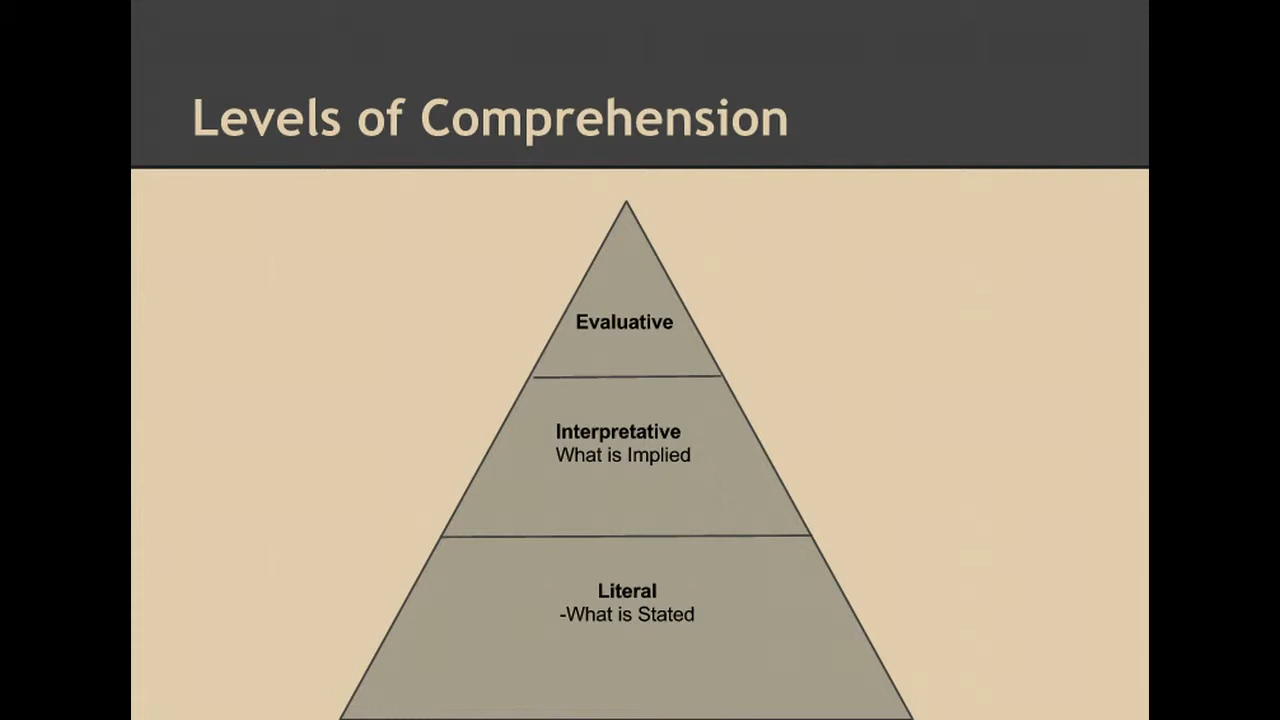 Levels of Comprehension
Evaluative
Interpretative
What is Implied
Literal
-What is Stated